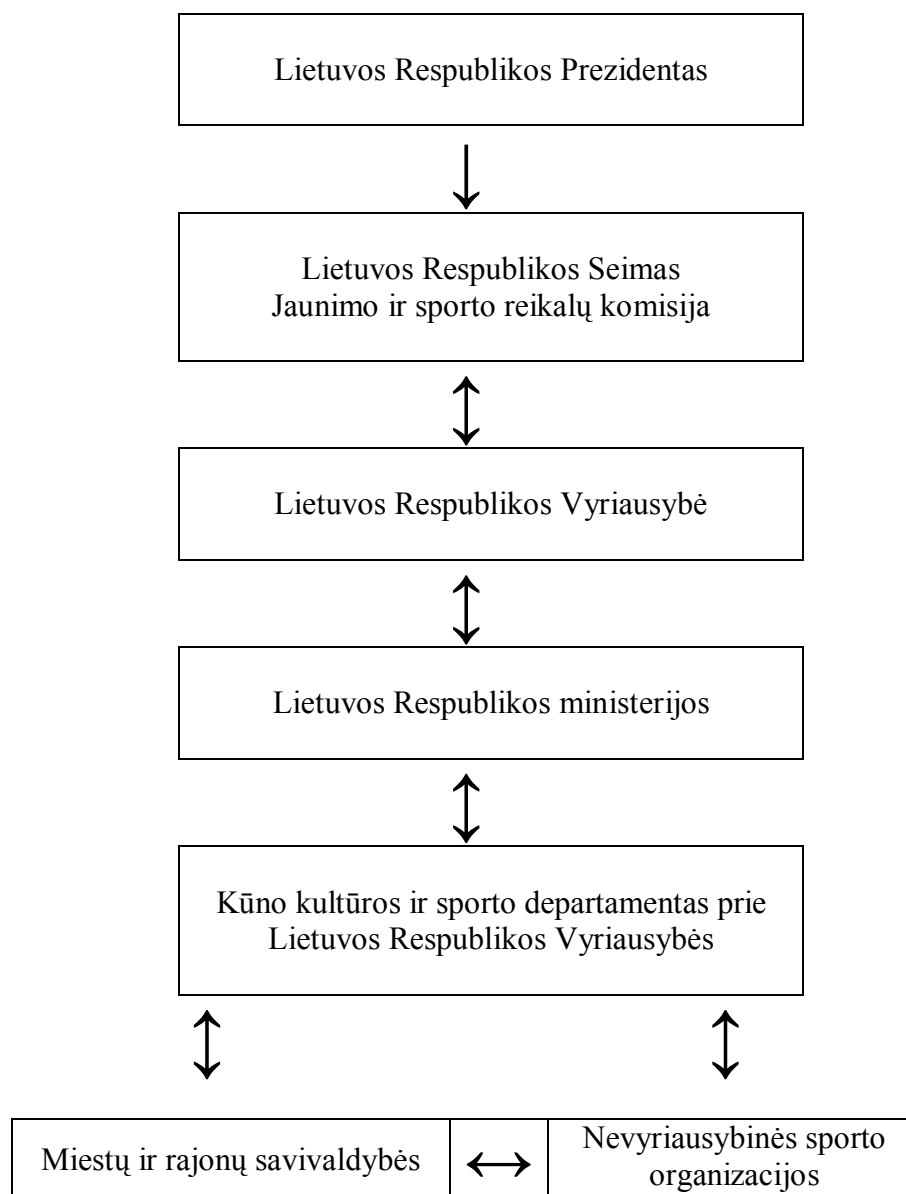 Lietuvos Respublikos Prezidentas
Lietuvos Respublikos Seimas
Jaunimo ir sporto reikalų komisija
Lietuvos Respublikos Vyriausybė
Lietuvos Respublikos ministerijos
Kūno kultūros ir sporto departamentas prie
Lietuvos Respublikos Vyriausybės
Miestų ir rajonų savivaldybės
Nevyriausybinės sporto
organizacijos